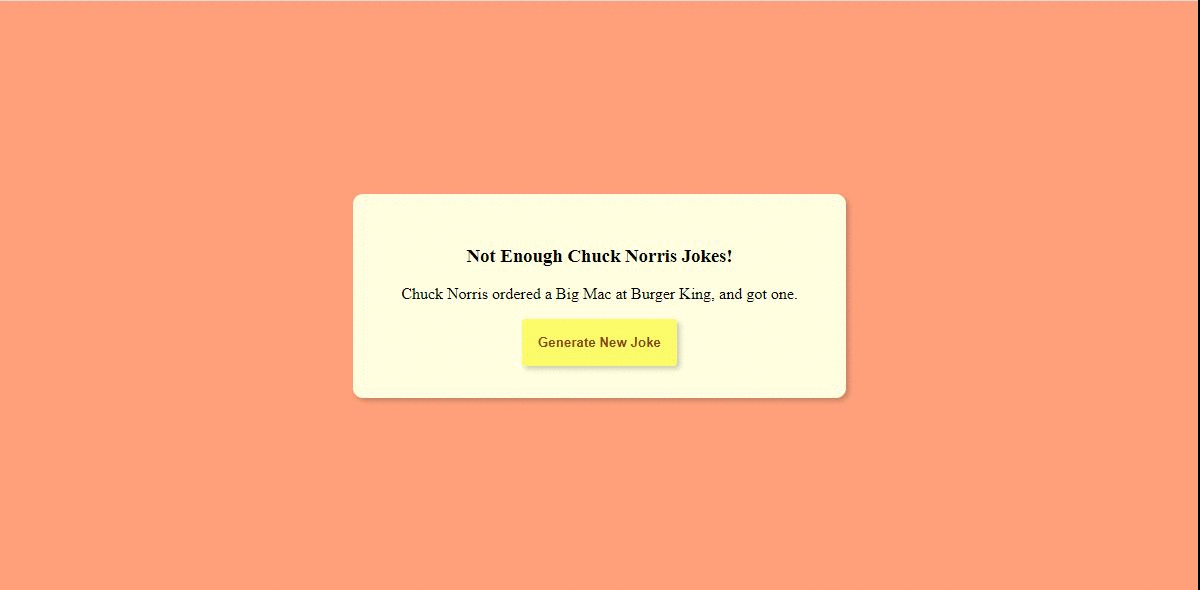 Not Enough Chuck Norris Jokes!
Chuck Norris ordered a Big Mac at Burger King, and got one.
Generate New Joke